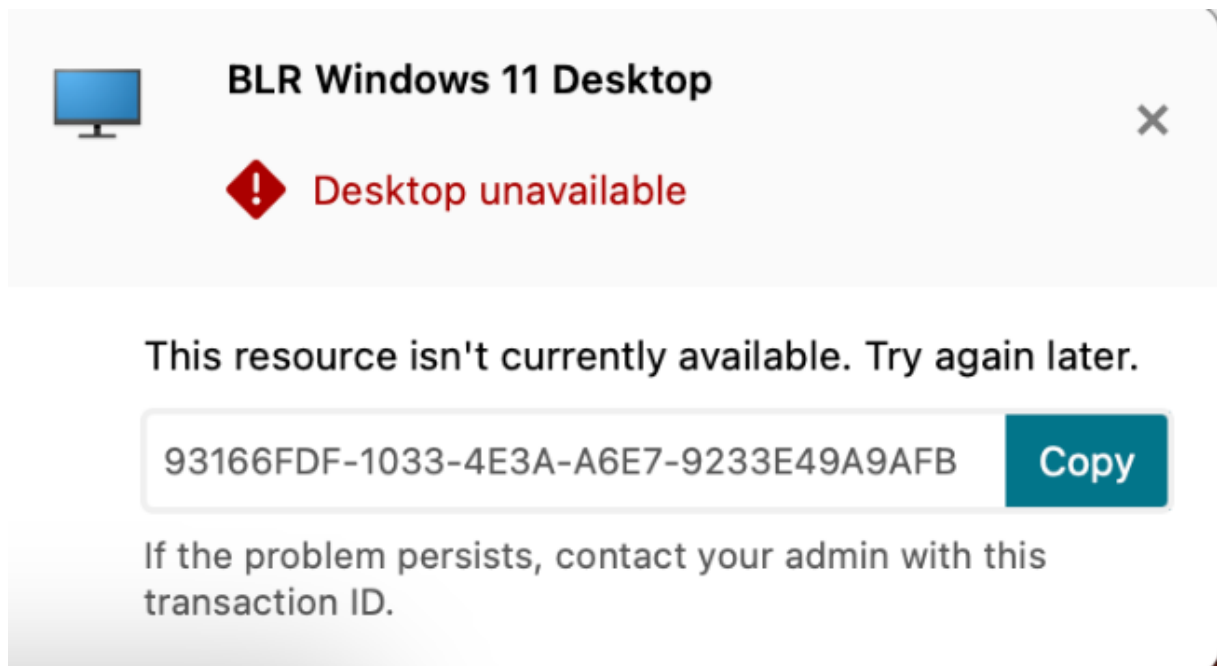 BLR Windows 11 Desktop
Desktop unavailable
This resource isn't currently available. Try again later.
93166FDF-1033-4E3A-A6E7-9233E49A9AFB
Copy
If the problem persists, contact your admin with this
transaction ID.